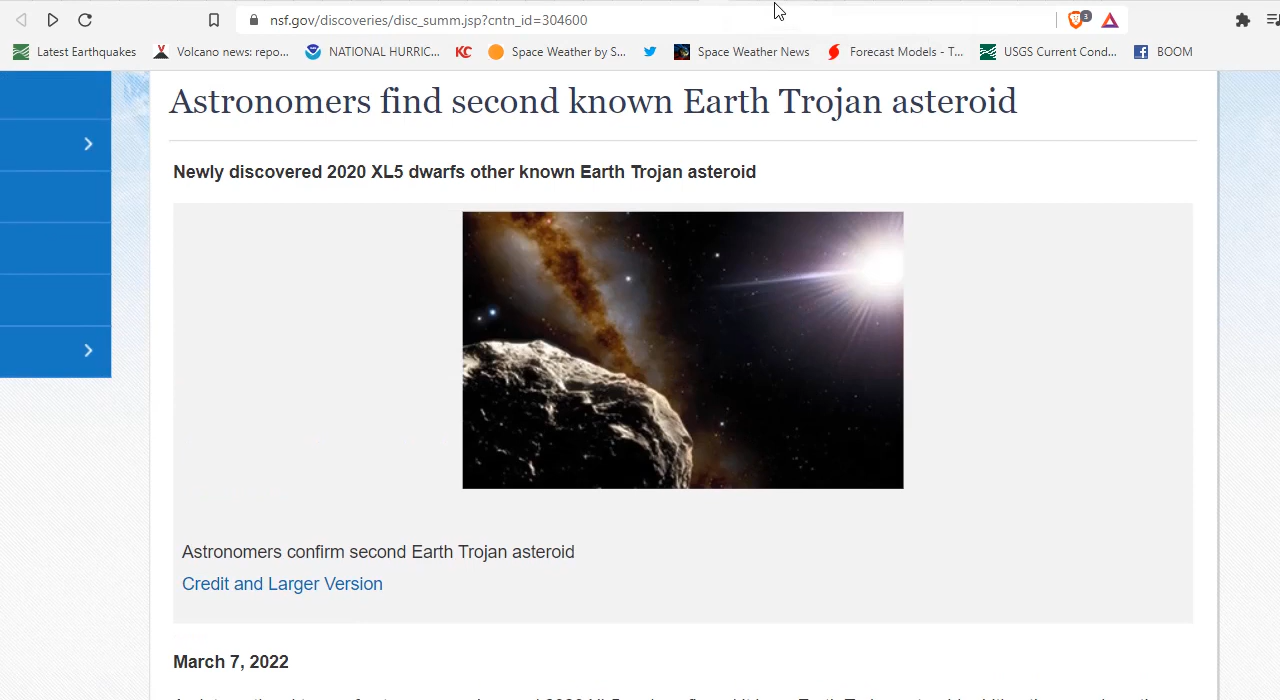 nsf.gov/discoveries/disc_summ.jsp?cntn_id=304600
3
Latest Earthquakes
Volcano news: repo...
NATIONAL HURRIC...
KC
Space Weather by S...
Space Weather News
Forecast Models - T...
USGS Current Cond...
BOOM
Astronomers find second known Earth Trojan asteroid
Newly discovered 2020 XL5 dwarfs other known Earth Trojan asteroid
Astronomers confirm second Earth Trojan asteroid
Credit and Larger Version
March 7, 2022